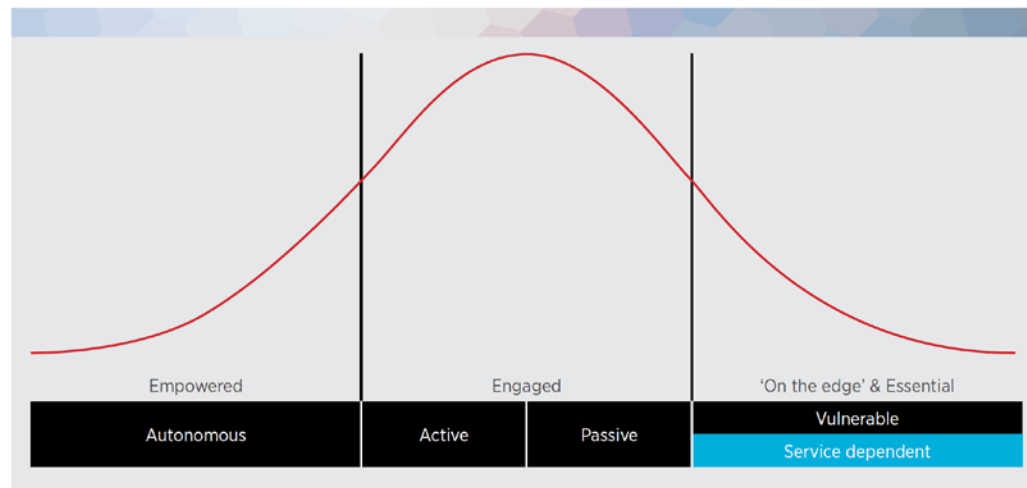 Empowered
Engaged
‘On the edge’ & Essential
Autonomous
Active
Passive
Vulnerable
Service dependent